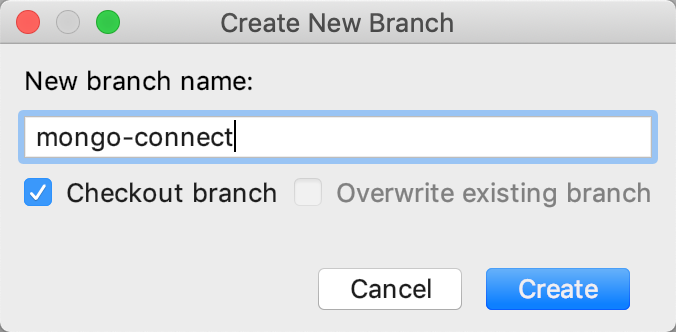 Create New Branch
New branch name:
mongo-connect
Checkout branch Overwrite existing branch
Cancel Create